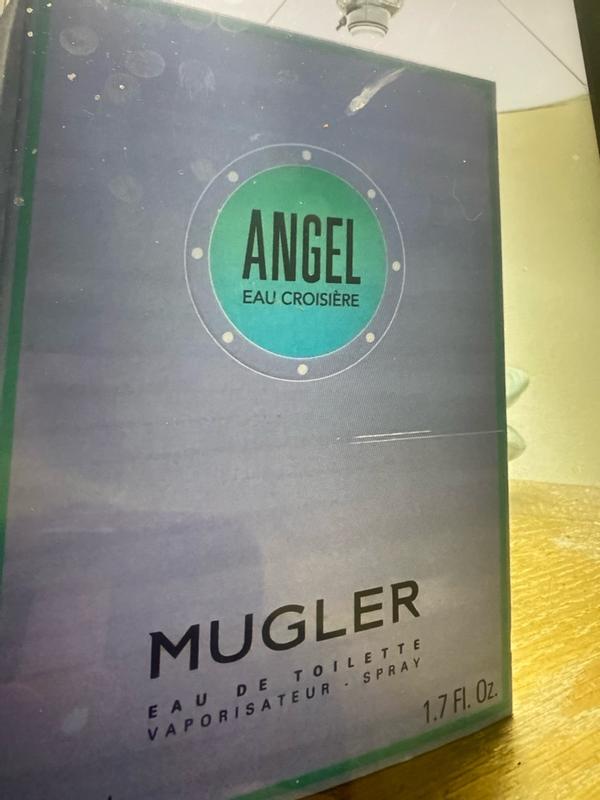 ANGEL
EAU CROISIÈRE
MUGLER
EAU DE TOILETTE
VAPORISATEUR · SPRAY
1.7 Fl. Oz.